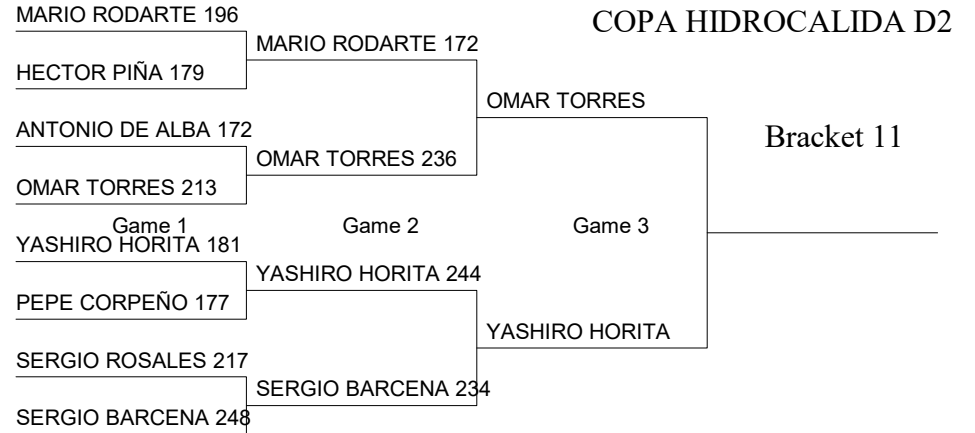 MARIO RODARTE 196
COPA HIDROCALIDA D2
MARIO RODARTE 172
HECTOR PIÑA 179
OMAR TORRES
ANTONIO DE ALBA 172
Bracket 11
OMAR TORRES 236
OMAR TORRES 213
Game 1
Game 2
Game 3
YASHIRO HORITA 181
YASHIRO HORITA 244
PEPE CORPEÑO 177
YASHIRO HORITA
SERGIO ROSALES 217
SERGIO BARCENA 234
SERGIO BARCENA 248